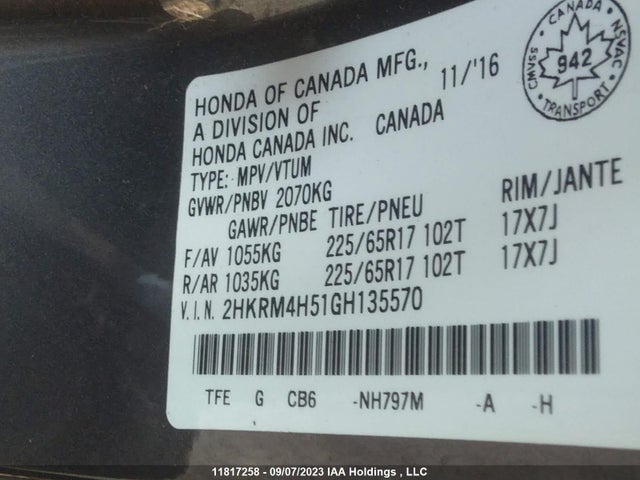 HONDA OF CANADA MFG., 11/'16
A DIVISION OF
HONDA CANADA INC. CANADA
TYPE: MPV/VTUM
GVWR/PNBV 2070KG
GAWR/PNBE TIRE/PNEU RIM/JANTE
F/AV 1055KG 225/65R17 102T 17X7J
R/AR 1035KG 225/65R17 102T 17X7J
V.I.N. 2HKRM4H51GH135570
TFE G CB6 -NH797M -A -H
CANADA
NSVAC
TRANSPORT
CMVSS
942
11817258 - 09/07/2023 IAA Holdings , LLC